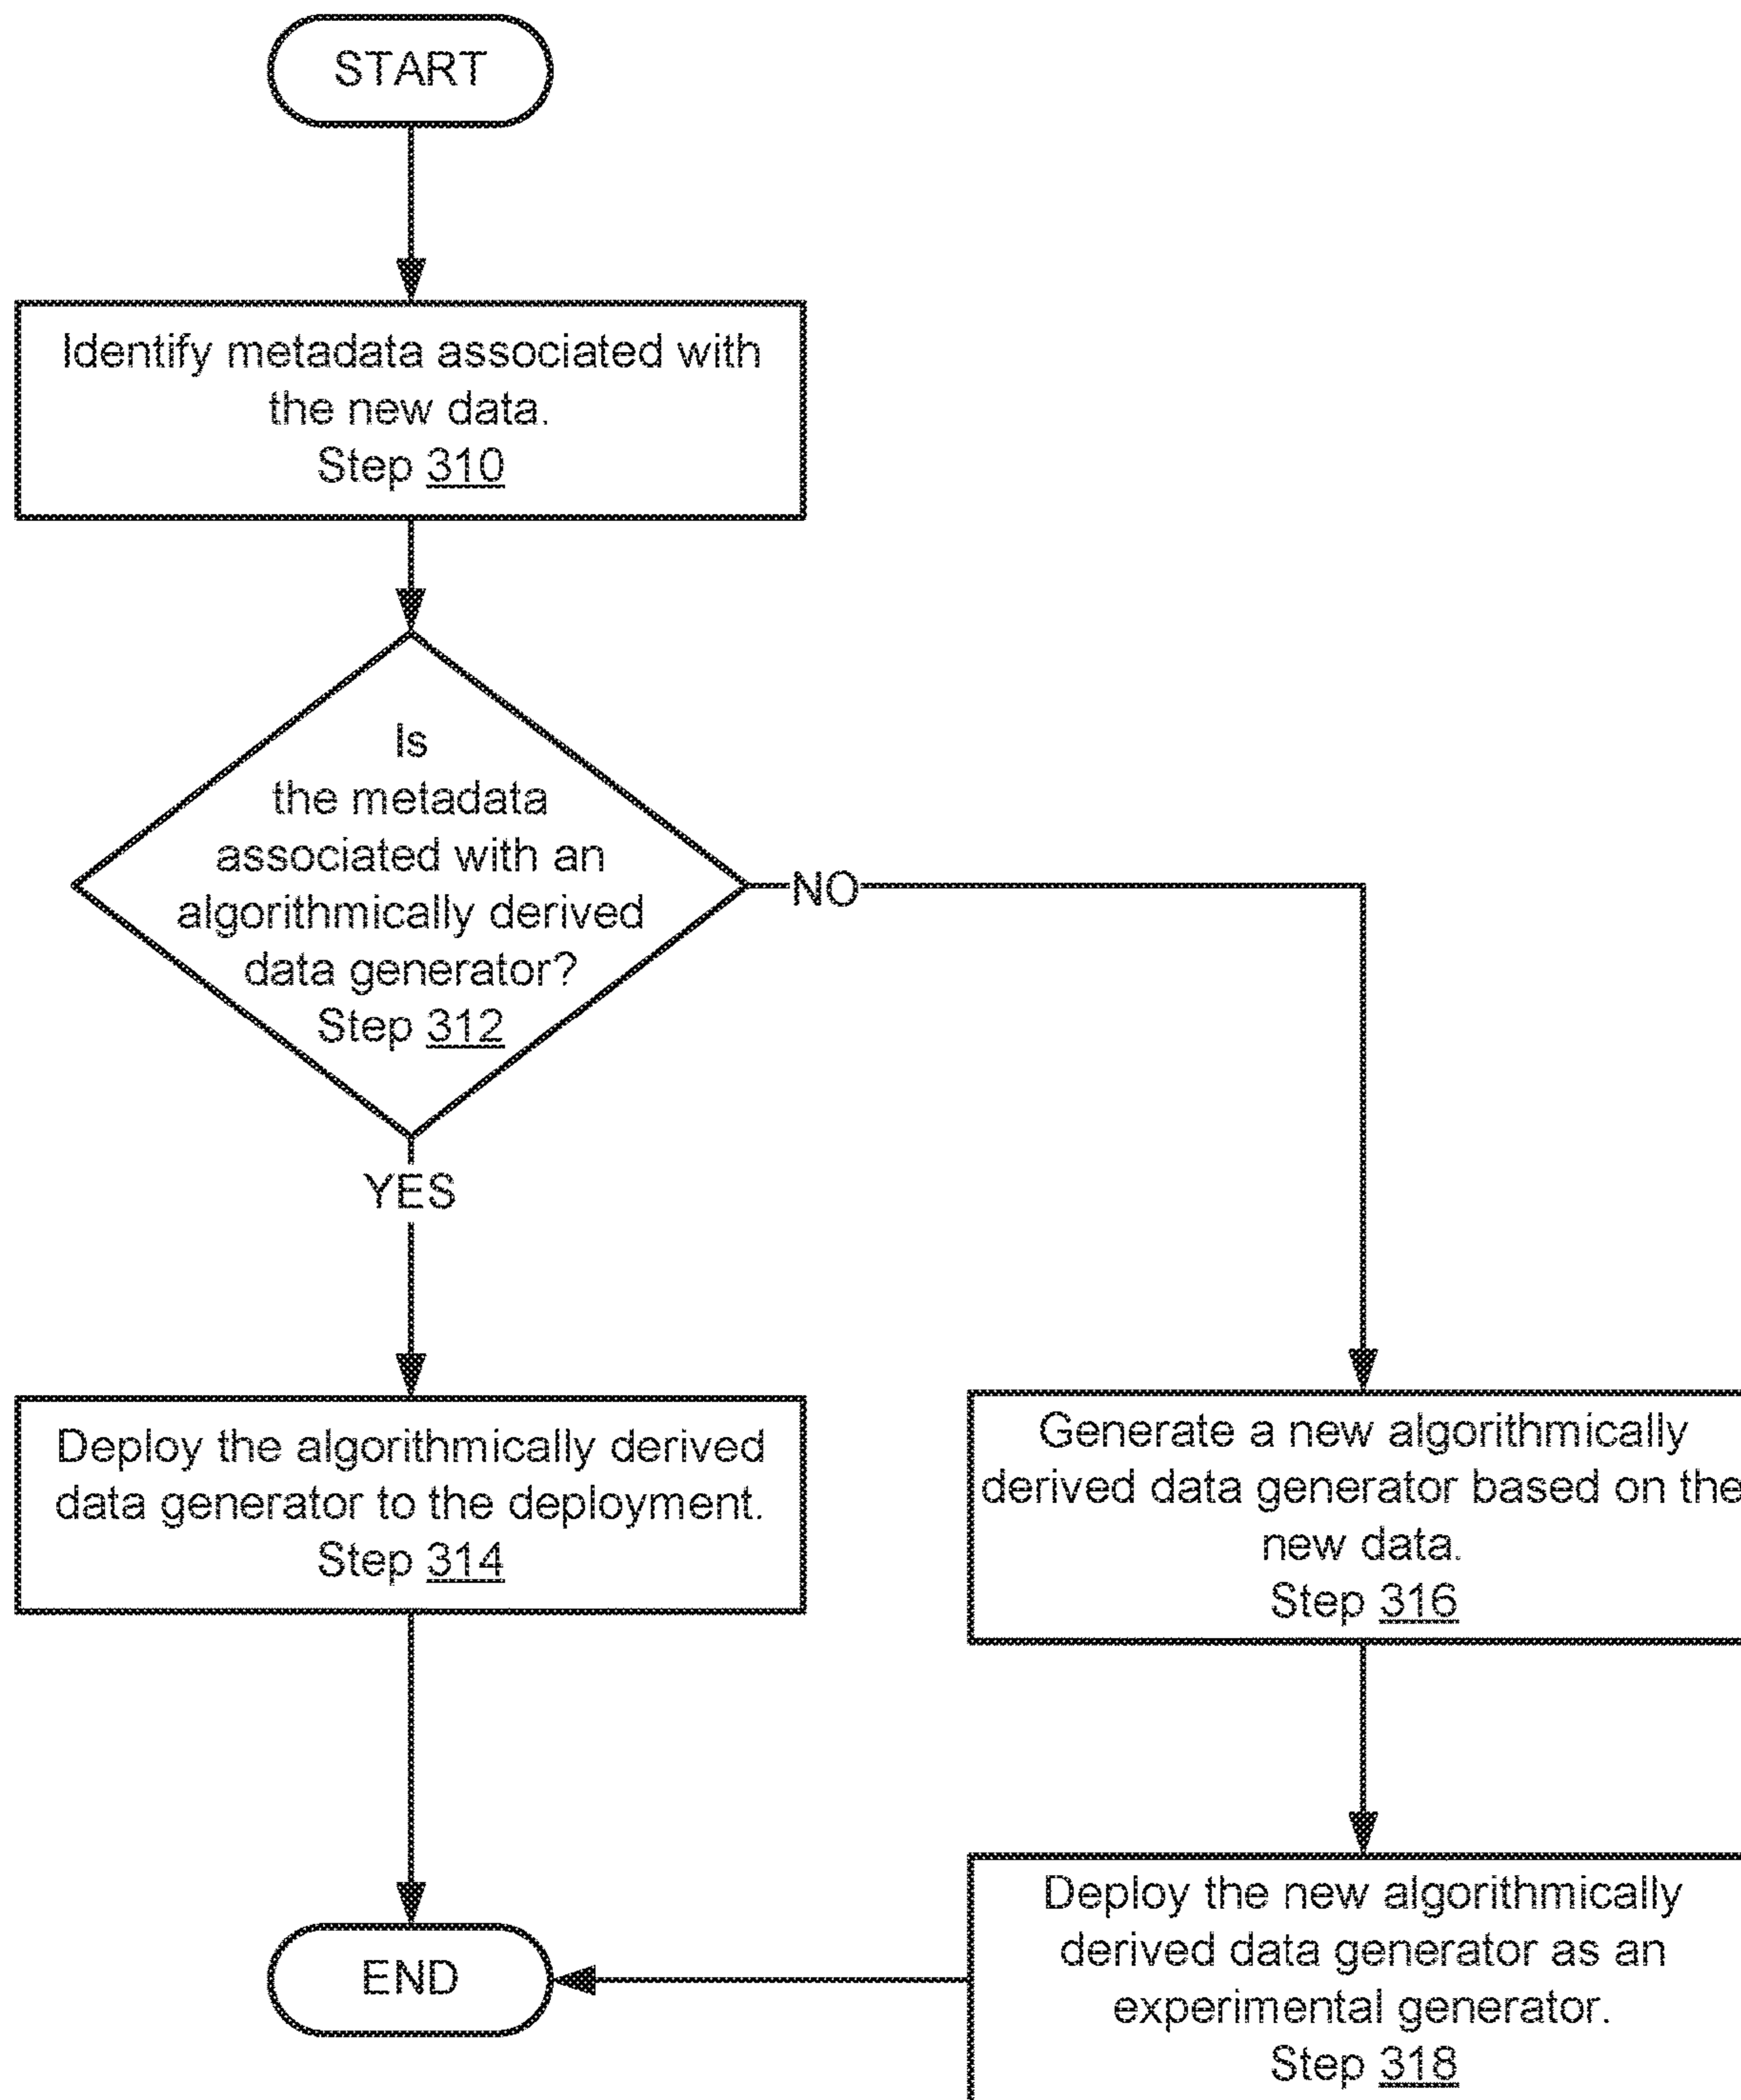 START
Identify metadata associated with
the new data.
Step 310
Is
the metadata
associated with an
algorithmically derived
data generator?
Step 312
NO
YES
Deploy the algorithmically derived
data generator to the deployment.
Step 314
Generate a new algorithmically
derived data generator based on the
new data.
Step 316
Deploy the new algorithmically
derived data generator as an
experimental generator.
Step 318
END